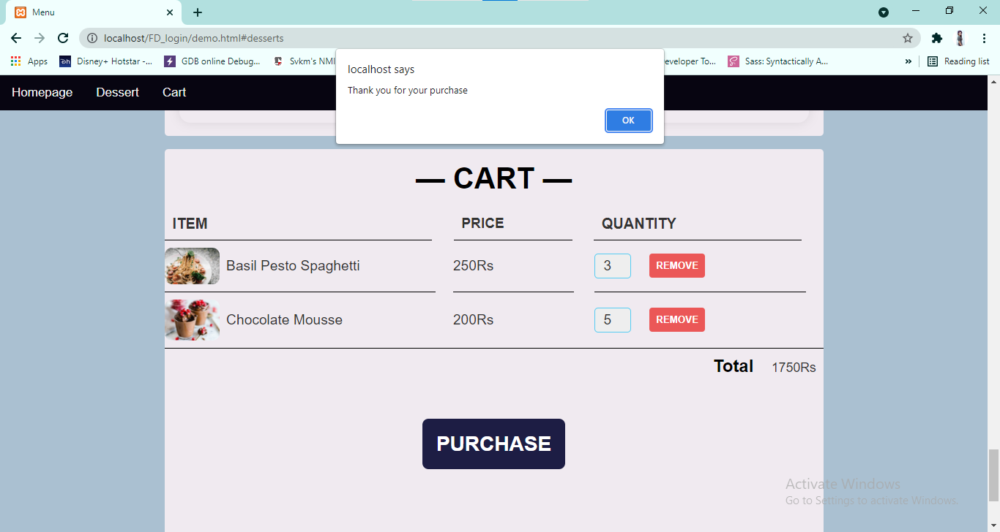 Menu
localhost/FD_login/demo.html#desserts
Apps Disney+ Hotstar -... GDB online Debug... Svkm's NMI eveloper To... Sass: Syntactically A... » Reading list
localhost says
Thank you for your purchase
OK
Homepage Dessert Cart
— CART —
ITEM PRICE QUANTITY
Basil Pesto Spaghetti 250Rs 3 REMOVE
Chocolate Mousse 200Rs 5 REMOVE
Total 1750Rs
PURCHASE
Activate Windows
Go to Settings to activate Windows.